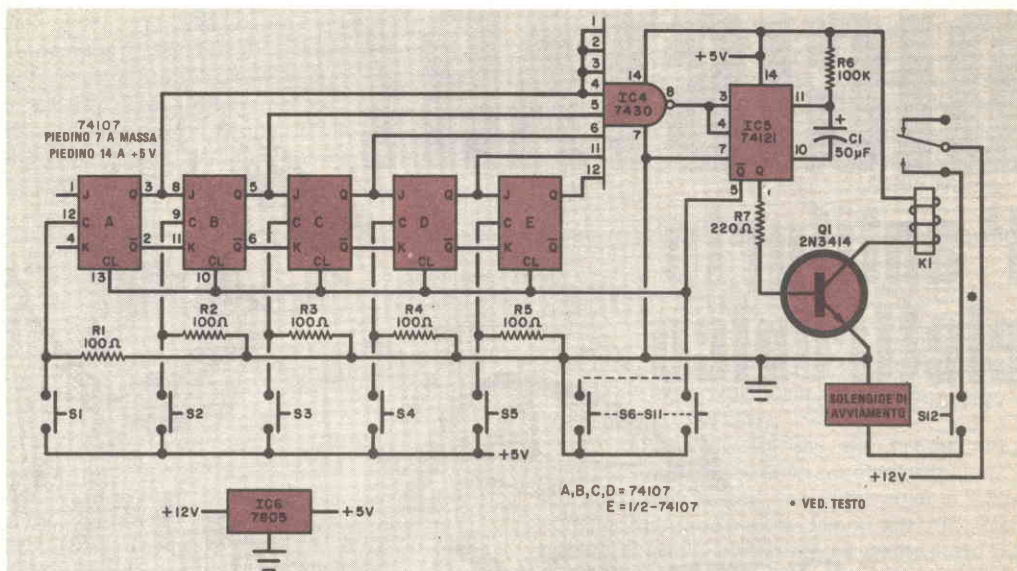 74107
PIEDINO 7 A MASSA
PIEDINO 14 A +5 V
1
2
3
4
5
6
11
12
14
IC4
7430
8
7
+5V
14
3
4
7
IC5
74121
11
10
Q̅ Q
5
1
R6
100K
+
C1
50µF
R7
220Ω
Q1
2N3414
K1
1
12
4
J
C
K
A
Q
Q̅
CL
13
3
2
8
9
11
J
C
K
B
Q
Q̅
CL
10
5
6
J
C
K
C
Q
Q̅
CL
J
C
K
D
Q
Q̅
CL
J
C
K
E
Q
Q̅
CL
R1
100Ω
R2
100Ω
R3
100Ω
R4
100Ω
R5
100Ω
S1
S2
S3
S4
S5
S6-S11
+5V
SOLENOIDE DI
AVVIAMENTO
S12
+12V
*
+12V
IC6
7805
+5V
A,B,C,D = 74107
E = 1/2-74107
* VED. TESTO